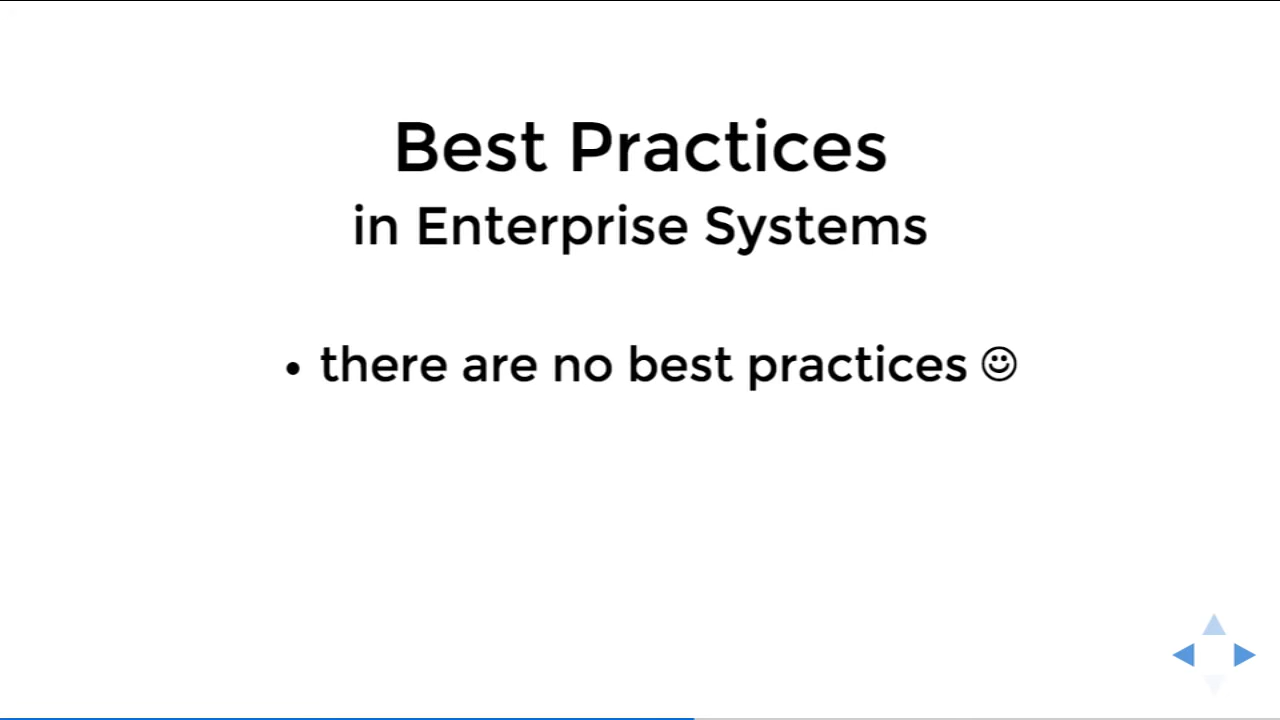 Best Practices
in Enterprise Systems
• there are no best practices ☺